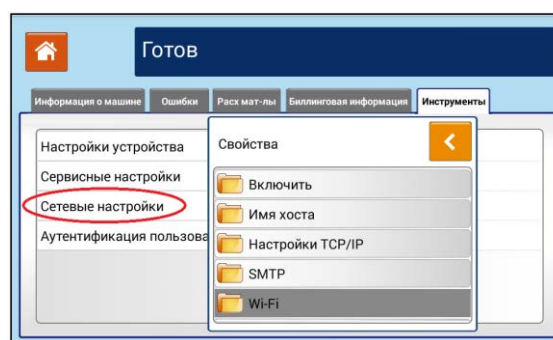 Готов
Информация о машине Ошибки Расх мат-лы Биллинговая информация Инструменты
Настройки устройства
Сервисные настройки
Сетевые настройки
Аутентификация пользова
Свойства
Включить
Имя хоста
Настройки TCP/IP
SMTP
Wi-Fi